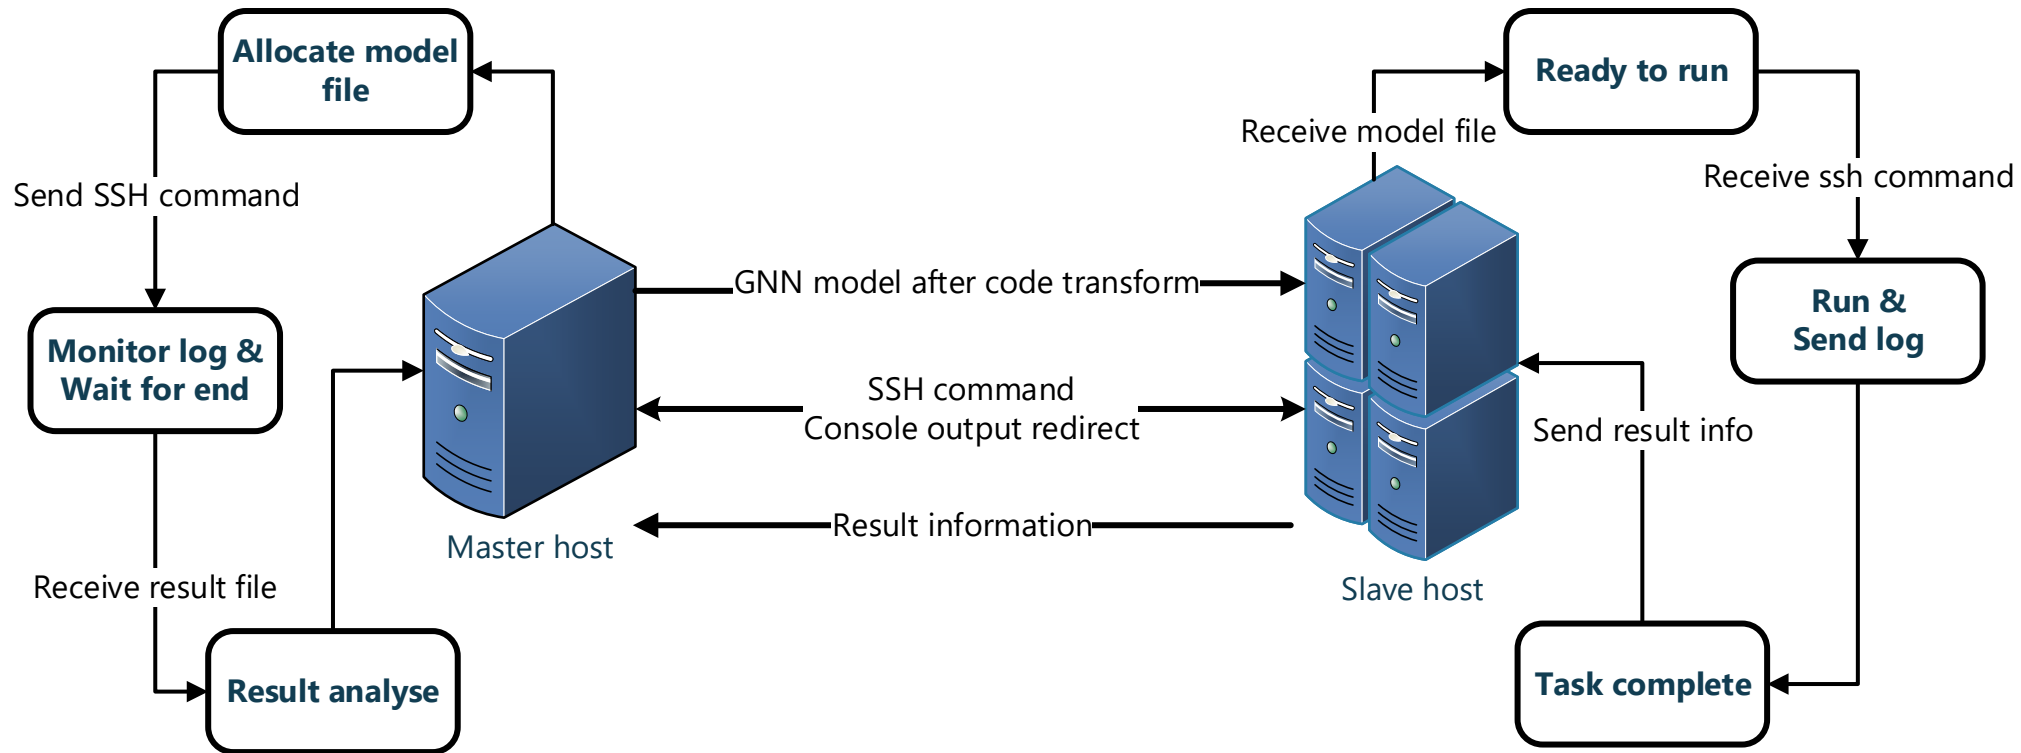 Allocate model
file
Send SSH command
Monitor log &
Wait for end
Receive result file
Result analyse
Master host
GNN model after code transform
SSH command
Console output redirect
Result information
Receive model file
Ready to run
Receive ssh command
Run &
Send log
Send result info
Slave host
Task complete